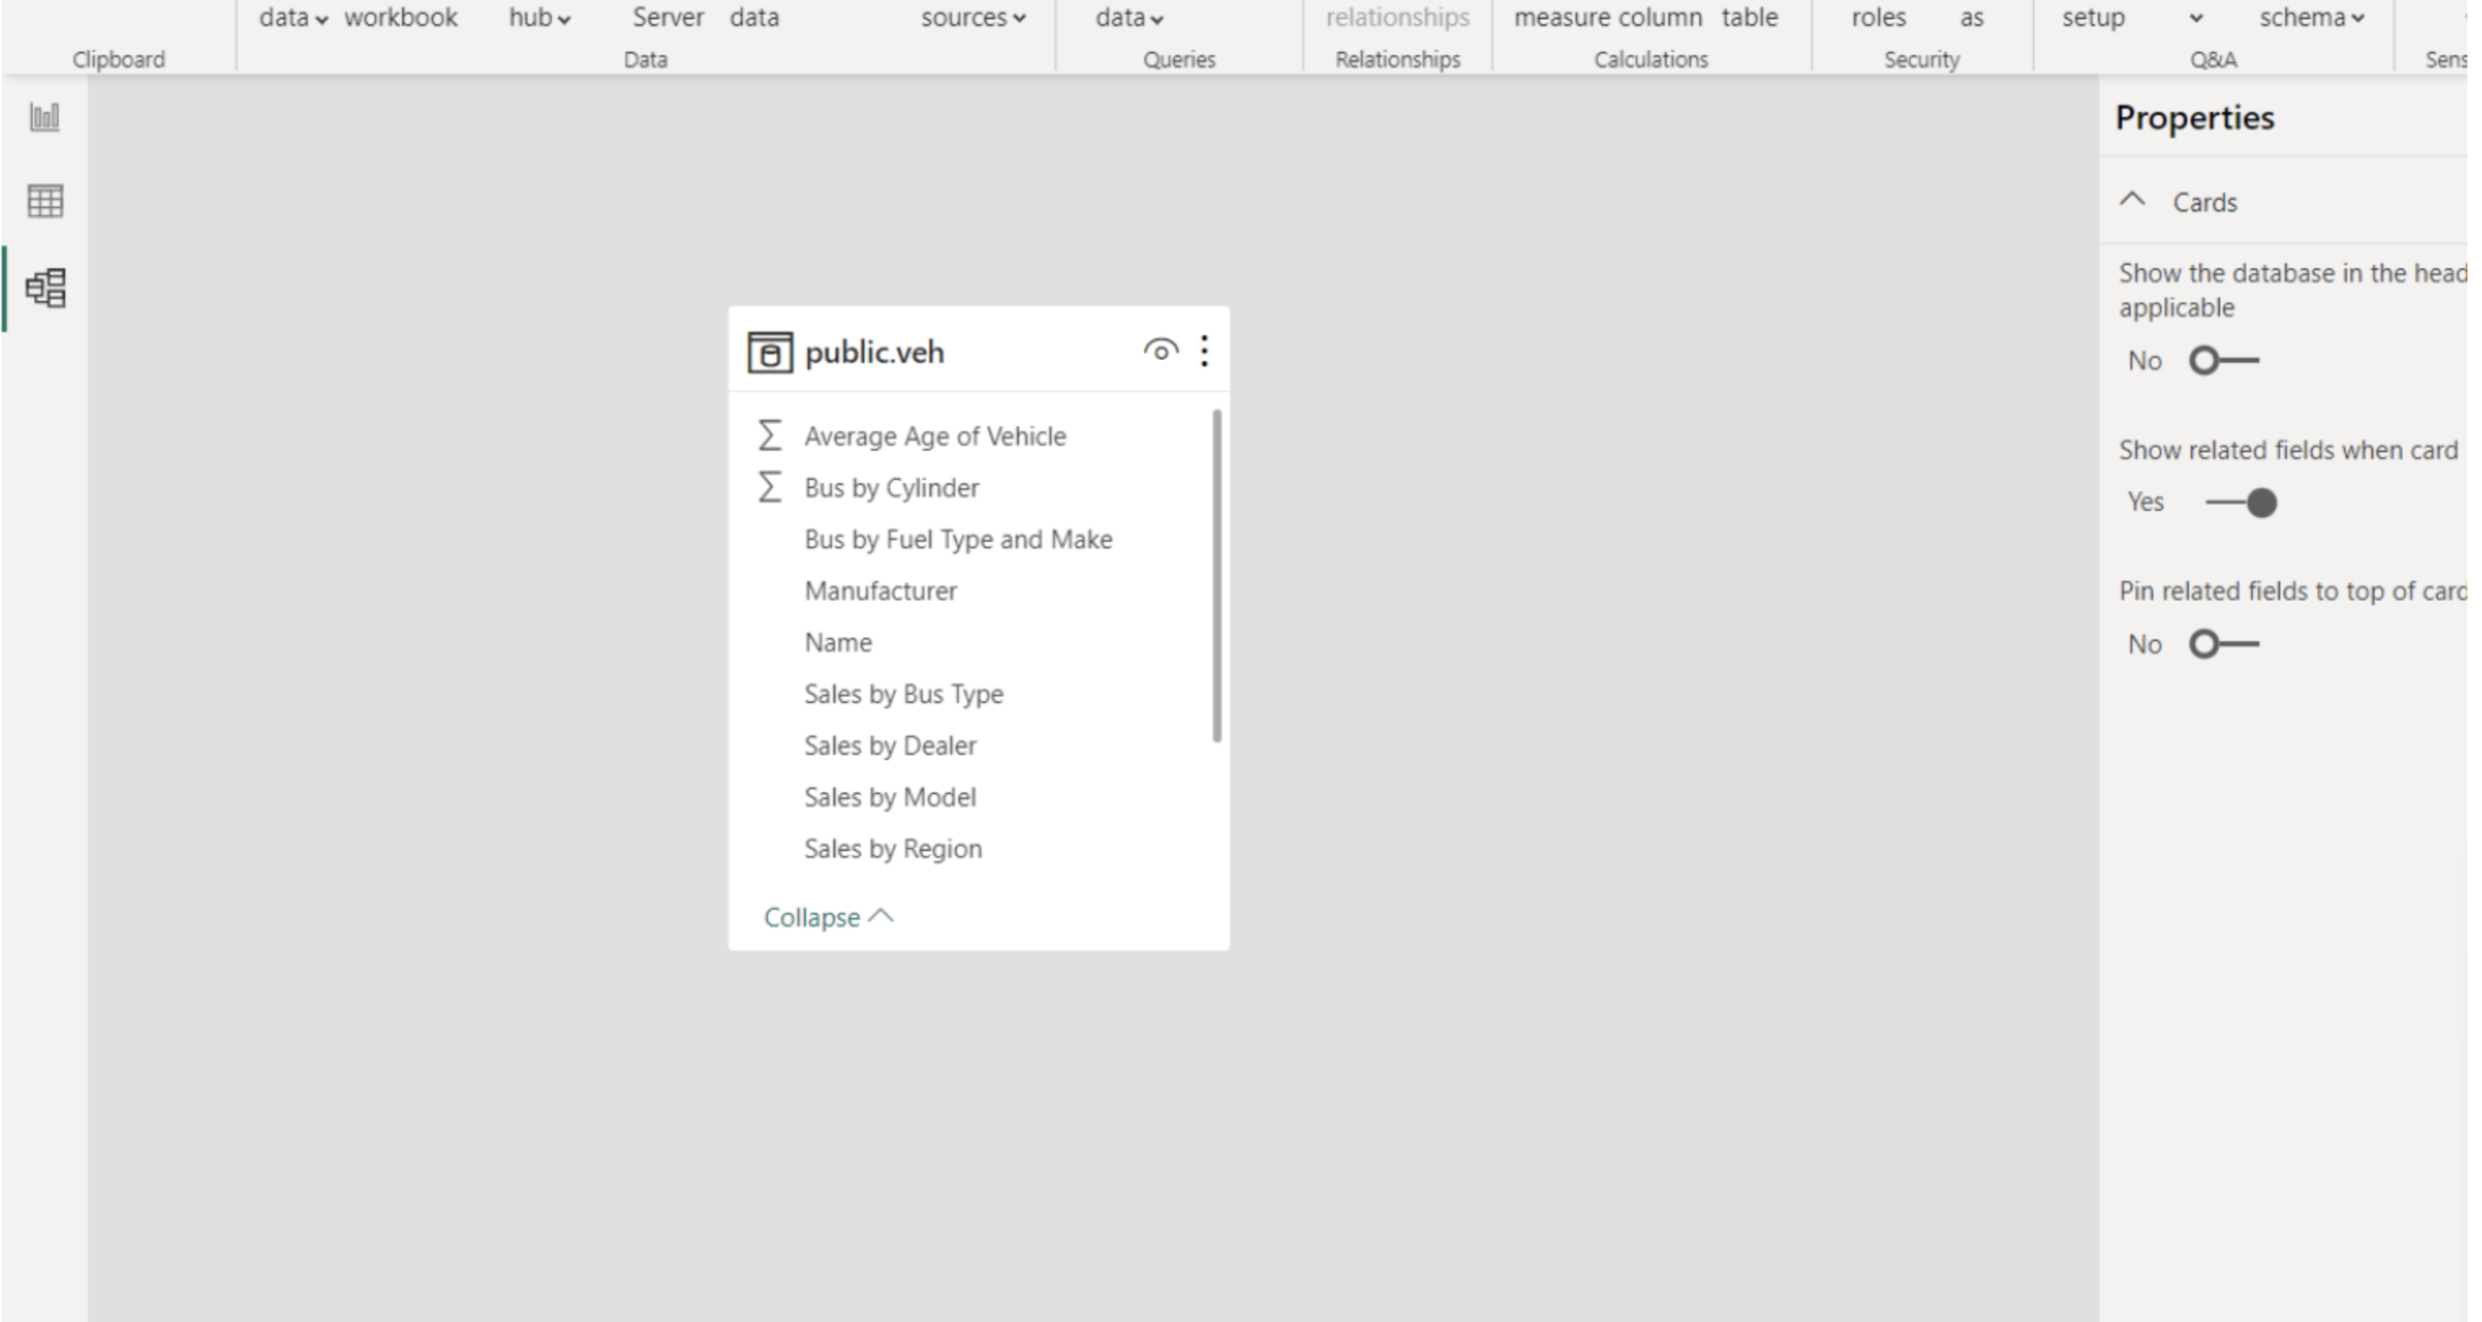 data workbook hub Server data sources data relationships measure column table roles as setup schema
Clipboard Data Queries Relationships Calculations Security Q&A Sens
Properties
Cards
Show the database in the head
applicable
No
Show related fields when card
Yes
Pin related fields to top of card
No
public.veh
Average Age of Vehicle
Bus by Cylinder
Bus by Fuel Type and Make
Manufacturer
Name
Sales by Bus Type
Sales by Dealer
Sales by Model
Sales by Region
Collapse